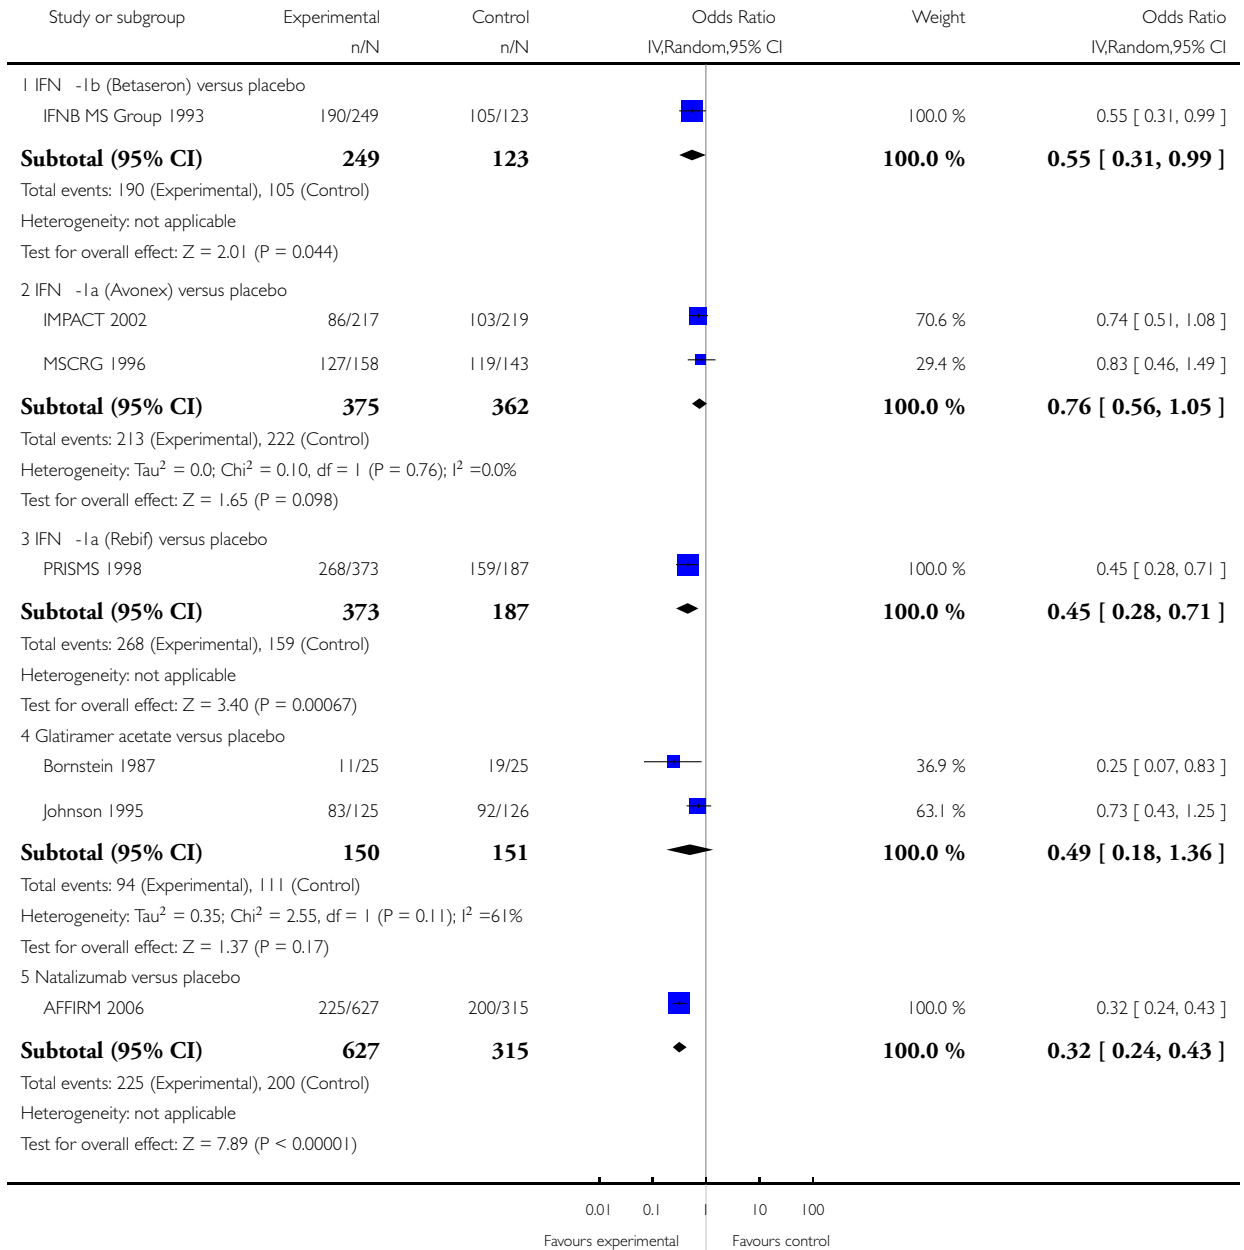 Study or subgroup Experimental Control Odds Ratio Weight Odds Ratio
n/N n/N IV,Random,95% CI IV,Random,95% CI
1 IFN -1b (Betaseron) versus placebo
IFNB MS Group 1993 190/249 105/123 100.0 % 0.55 [ 0.31, 0.99 ]
Subtotal (95% CI) 249 123 100.0 % 0.55 [ 0.31, 0.99 ]
Total events: 190 (Experimental), 105 (Control)
Heterogeneity: not applicable
Test for overall effect: Z = 2.01 (P = 0.044)
2 IFN -1a (Avonex) versus placebo
IMPACT 2002 86/217 103/219 70.6 % 0.74 [ 0.51, 1.08 ]
MSCRG 1996 127/158 119/143 29.4 % 0.83 [ 0.46, 1.49 ]
Subtotal (95% CI) 375 362 100.0 % 0.76 [ 0.56, 1.05 ]
Total events: 213 (Experimental), 222 (Control)
Heterogeneity: Tau² = 0.0; Chi² = 0.10, df = 1 (P = 0.76); I² =0.0%
Test for overall effect: Z = 1.65 (P = 0.098)
3 IFN -1a (Rebif) versus placebo
PRISMS 1998 268/373 159/187 100.0 % 0.45 [ 0.28, 0.71 ]
Subtotal (95% CI) 373 187 100.0 % 0.45 [ 0.28, 0.71 ]
Total events: 268 (Experimental), 159 (Control)
Heterogeneity: not applicable
Test for overall effect: Z = 3.40 (P = 0.00067)
4 Glatiramer acetate versus placebo
Bornstein 1987 11/25 19/25 36.9 % 0.25 [ 0.07, 0.83 ]
Johnson 1995 83/125 92/126 63.1 % 0.73 [ 0.43, 1.25 ]
Subtotal (95% CI) 150 151 100.0 % 0.49 [ 0.18, 1.36 ]
Total events: 94 (Experimental), 111 (Control)
Heterogeneity: Tau² = 0.35; Chi² = 2.55, df = 1 (P = 0.11); I² =61%
Test for overall effect: Z = 1.37 (P = 0.17)
5 Natalizumab versus placebo
AFFIRM 2006 225/627 200/315 100.0 % 0.32 [ 0.24, 0.43 ]
Subtotal (95% CI) 627 315 100.0 % 0.32 [ 0.24, 0.43 ]
Total events: 225 (Experimental), 200 (Control)
Heterogeneity: not applicable
Test for overall effect: Z = 7.89 (P < 0.00001)
0.01 0.1 1 10 100
Favours experimental Favours control